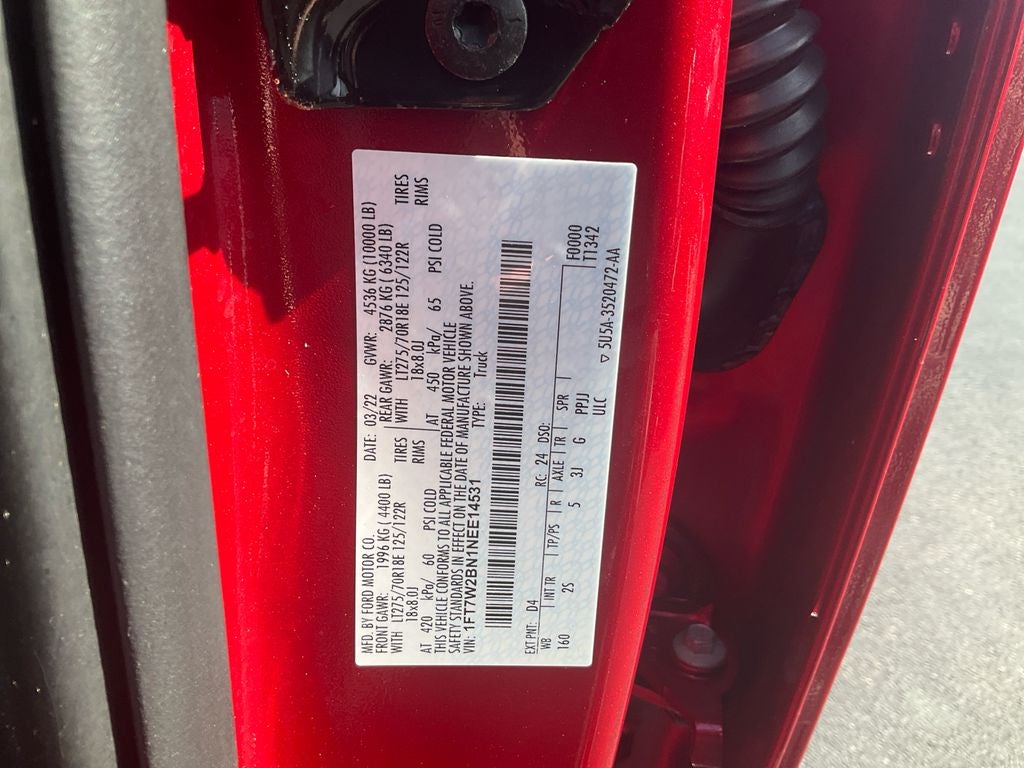 MFD. BY FORD MOTOR CO.
DATE: 03/22 GVWR: 4536 KG (10000 LB)
FRONT GAWR: 1996 KG ( 4400 LB)
REAR GAWR: 2876 KG ( 6340 LB)
WITH LT275/70R18E 125/122R TIRES
WITH LT275/70R18E 125/122R TIRES
18x8.0J RIMS
18x8.0J RIMS
AT 420 kPa/ 60 PSI COLD
AT 450 kPa/ 65 PSI COLD
THIS VEHICLE CONFORMS TO ALL APPLICABLE FEDERAL MOTOR VEHICLE
SAFETY STANDARDS IN EFFECT ON THE DATE OF MANUFACTURE SHOWN ABOVE.
VIN: 1FT7W2BN1NEE14531 TYPE: Truck
EXT PNT: D4 RC: 24 DSO: F0000
WB INT TR TP/PS R AXLE TR SPR T1342
160 2S 5 3J G PPJJ
ULC ▽ 5U5A-3520472-AA